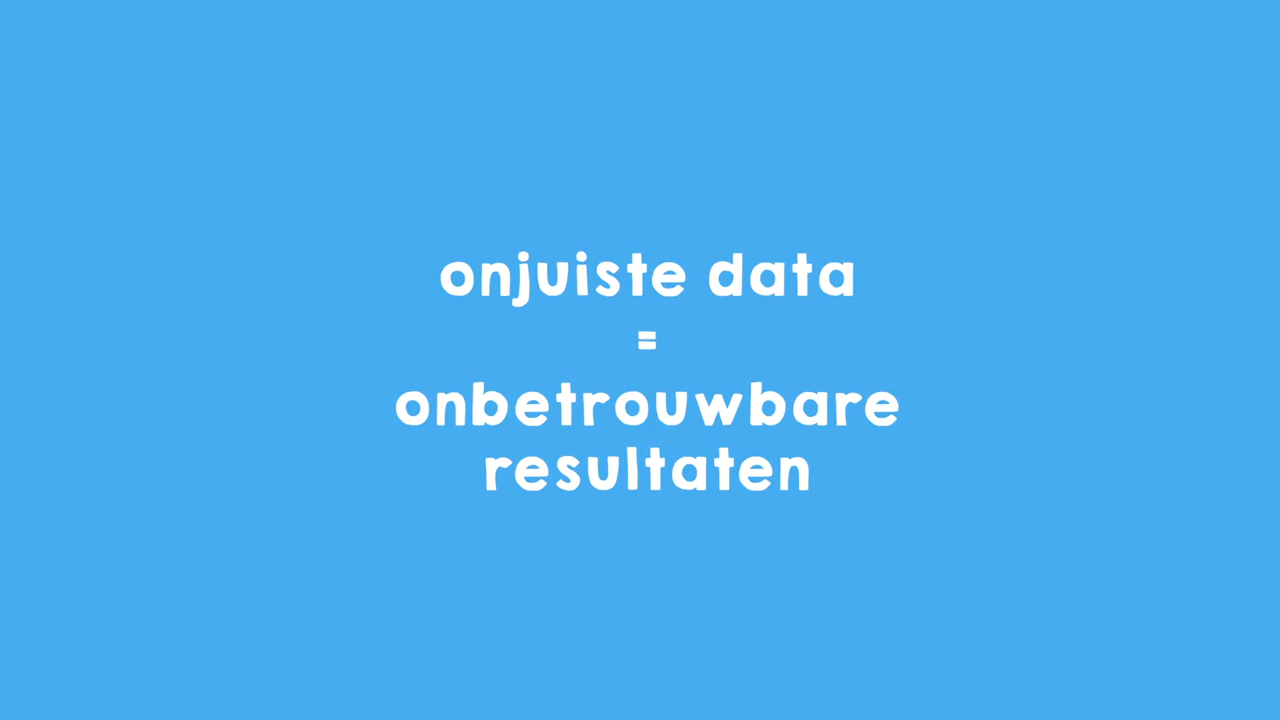 onjuiste data
=
onbetrouwbare
resultaten